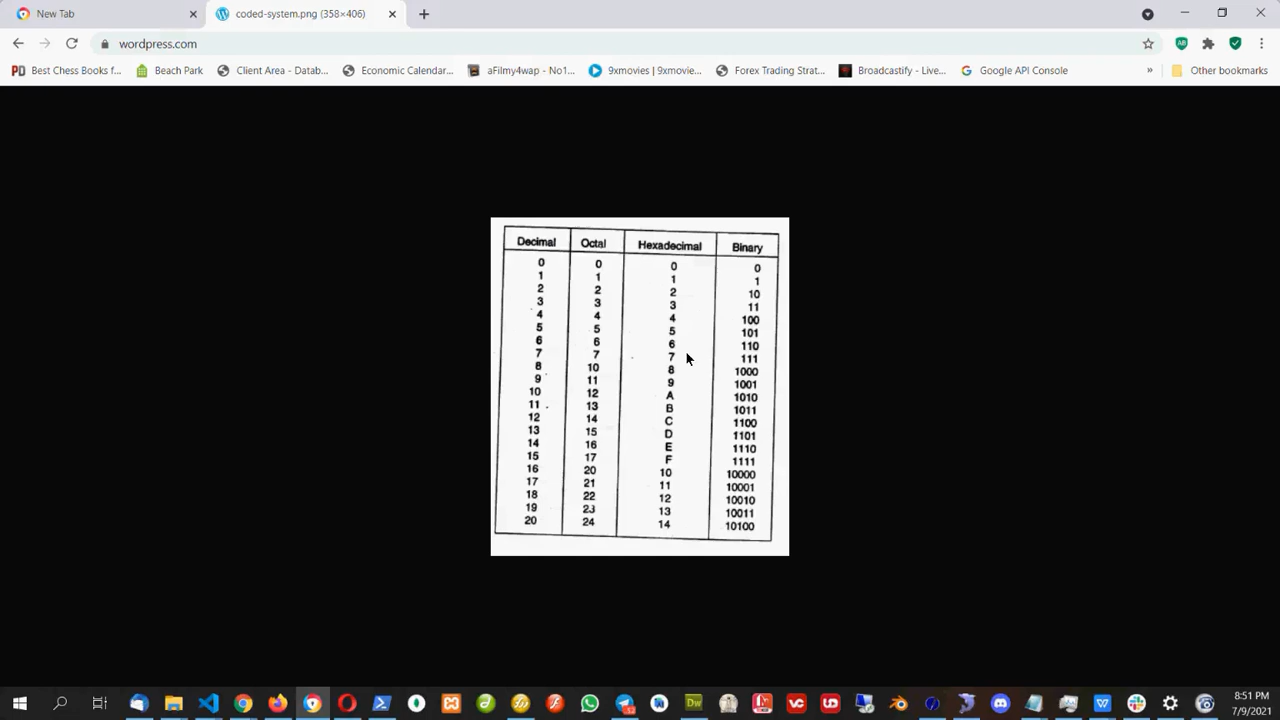 New Tab
coded-system.png (358×406)
wordpress.com
Best Chess Books f...
Beach Park
Client Area - Datab...
Economic Calendar...
aFilmy4wap - No1...
9xmovies | 9xmovie...
Forex Trading Strat...
Broadcastify - Live...
Google API Console
»
Other bookmarks
Decimal Octal Hexadecimal Binary
0 0 0 0
1 1 1 1
2 2 2 10
3 3 3 11
4 4 4 100
5 5 5 101
6 6 6 110
7 7 7 111
8 10 8 1000
9 11 9 1001
10 12 A 1010
11 13 B 1011
12 14 C 1100
13 15 D 1101
14 16 E 1110
15 17 F 1111
16 20 10 10000
17 21 11 10001
18 22 12 10010
19 23 13 10011
20 24 14 10100
8:51 PM
7/9/2021